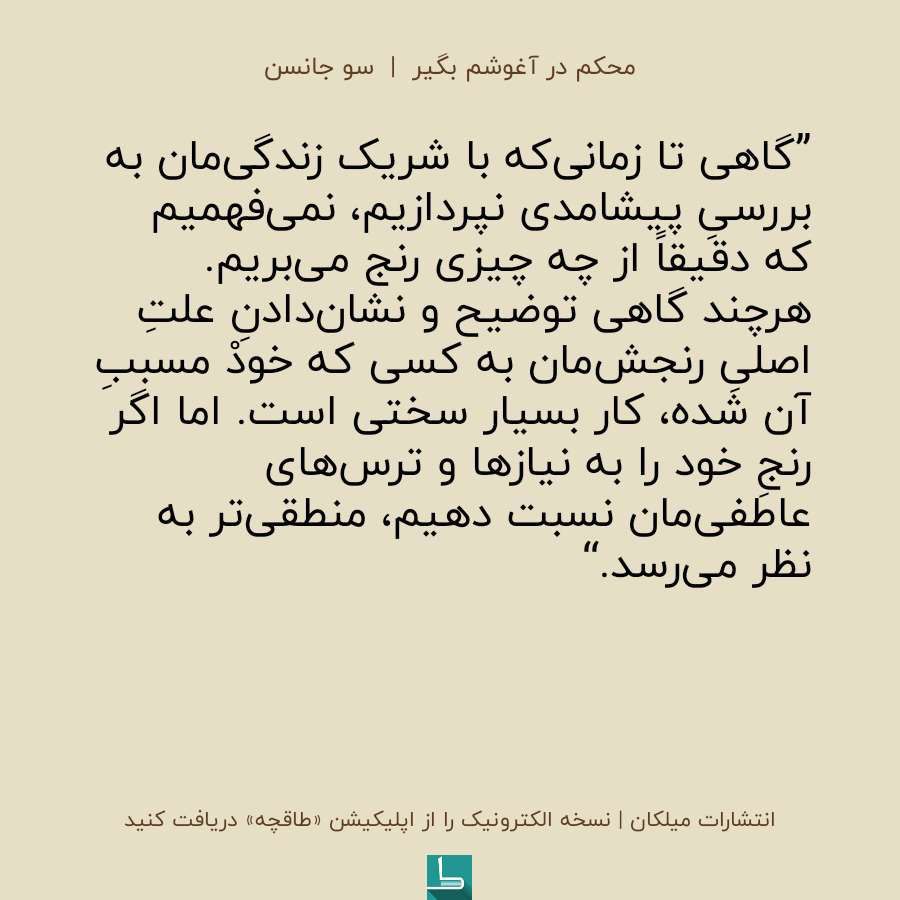 محکم در آغوشم بگیر | سو جانسن
”گاهی تا زمانی‌که با شریک زندگی‌مان به
بررسیِ پیشامدی نپردازیم، نمی‌فهمیم
که دقیقاً از چه چیزی رنج می‌بریم.
هرچند گاهی توضیح و نشان‌دادنِ علتِ
اصلیِ رنجش‌مان به کسی که خودْ مسببِ
آن شده، کار بسیار سختی است. اما اگر
رنجِ خود را به نیازها و ترس‌های
عاطفی‌مان نسبت دهیم، منطقی‌تر به
نظر می‌رسد.“
انتشارات میلکان | نسخه الکترونیک را از اپلیکیشن «طاقچه» دریافت کنید